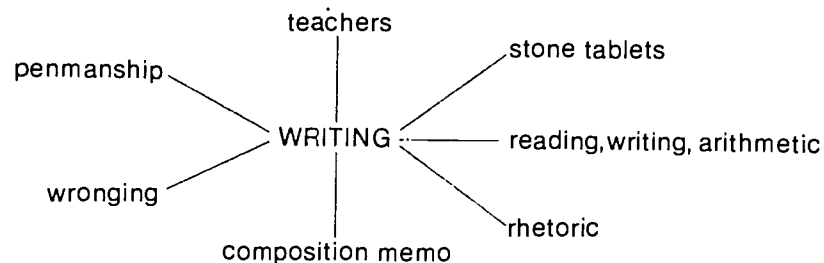 teachers
stone tablets
penmanship
WRITING
reading, writing, arithmetic
wronging
rhetoric
composition memo